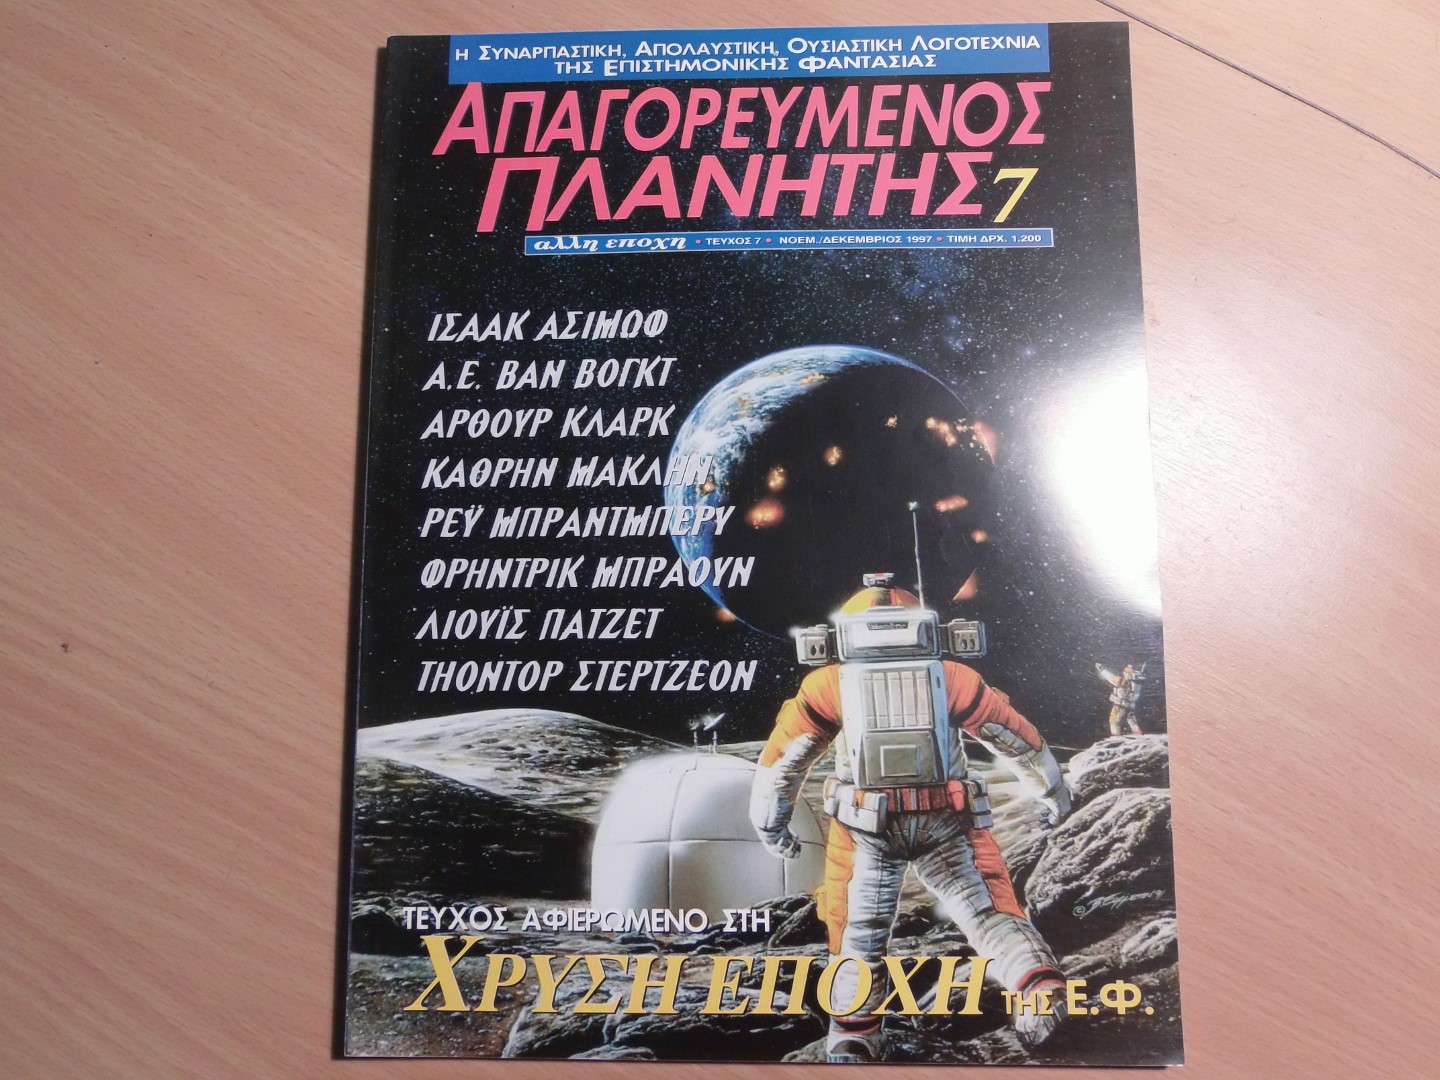 Η ΣΥΝΑΡΠΑΣΤΙΚΗ, ΑΠΟΛΑΥΣΤΙΚΗ, ΟΥΣΙΑΣΤΙΚΗ ΛΟΓΟΤΕΧΝΙΑ
ΤΗΣ ΕΠΙΣΤΗΜΟΝΙΚΗΣ ΦΑΝΤΑΣΙΑΣ
ΑΠΑΓΟΡΕΥΜΕΝΟΣ
ΠΛΑΝΗΤΗΣ 7
αλλη εποχη • ΤΕΥΧΟΣ 7 • ΝΟΕΜ./ΔΕΚΕΜΒΡΙΟΣ 1997 • ΤΙΜΗ ΔΡΧ. 1.200
ΙΣΑΑΚ ΑΣΙΜΩΦ
Α.Ε. ΒΑΝ ΒΟΓΚΤ
ΑΡΘΟΥΡ ΚΛΑΡΚ
ΚΑΘΡΗΝ ΜΑΚΛΗΝ
ΡΕΫ ΜΠΡΑΝΤΜΠΕΡΥ
ΦΡΗΝΤΡΙΚ ΜΠΡΑΟΥΝ
ΛΙΟΥΪΣ ΠΑΤΖΕΤ
ΤΗΟΝΤΟΡ ΣΤΕΡΤΖΕΟΝ
ΤΕΥΧΟΣ ΑΦΙΕΡΩΜΕΝΟ ΣΤΗ
ΧΡΥΣΗ ΕΠΟΧΗ ΤΗΣ Ε.Φ.